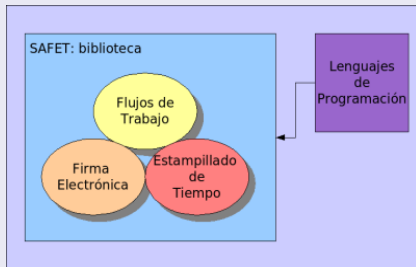 SAFET: biblioteca
Flujos de
Trabajo
Firma
Electrónica
Estampillado
de
Tiempo
Lenguajes
de
Programación